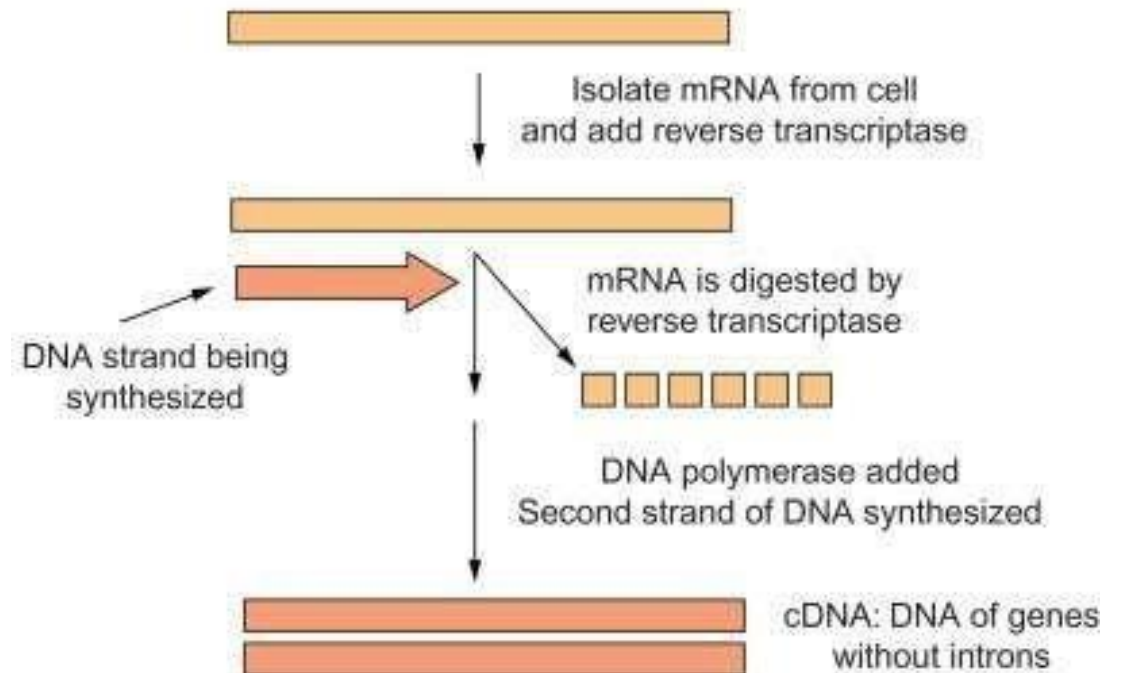 Isolate mRNA from cell
and add reverse transcriptase
mRNA is digested by
reverse transcriptase
DNA strand being
synthesized
DNA polymerase added
Second strand of DNA synthesized
cDNA: DNA of genes
without introns